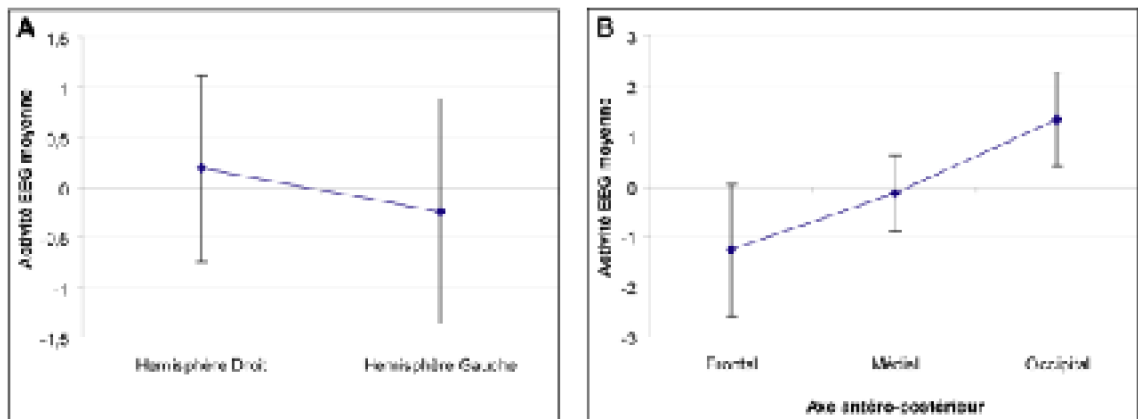 A
Activité EEG moyenne
1,5
1
0,5
0
-0,5
-1
-1,5
Hemisphère Droit
Hemisphère Gauche
B
Activité EEG moyenne
3
2
1
0
-1
-2
-3
Frontal
Médial
Occipital
Axe antéro-postérieur